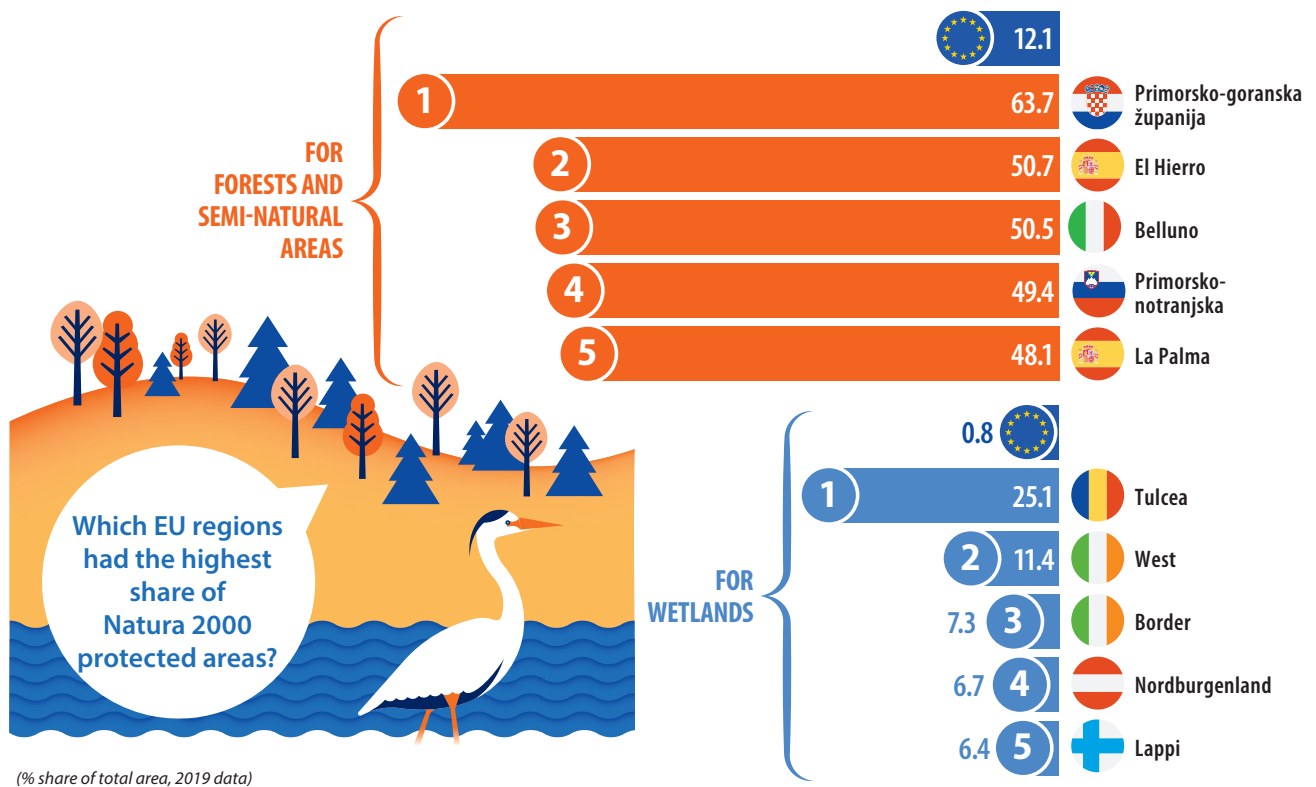 12.1
FOR
FORESTS AND
SEMI-NATURAL
AREAS
1
63.7
Primorsko-goranska
županija
2
50.7
El Hierro
3
50.5
Belluno
4
49.4
Primorsko-
notranjska
5
48.1
La Palma
Which EU regions
had the highest
share of
Natura 2000
protected areas?
FOR
WETLANDS
0.8
1
25.1
Tulcea
2
11.4
West
7.3
3
Border
6.7
4
Nordburgenland
6.4
5
Lappi
(% share of total area, 2019 data)